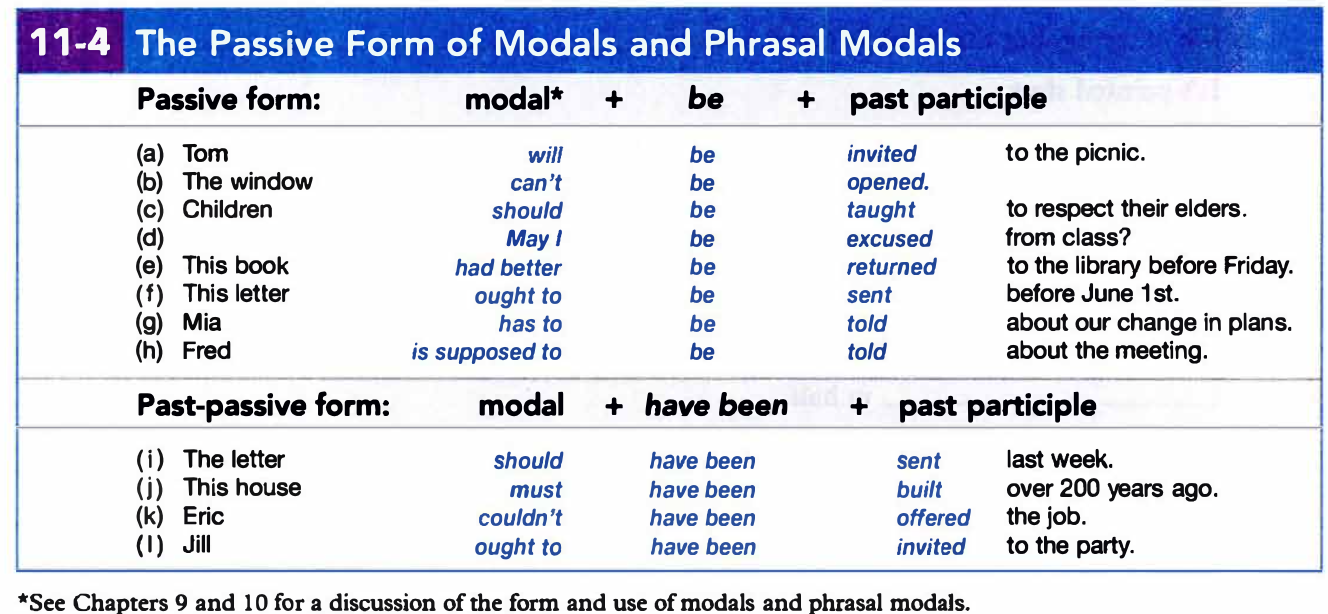 11-4 The Passive Form of Modals and Phrasal Modals
Passive form: modal* + be + past participle
(a) Tom will be invited to the picnic.
(b) The window can't be opened.
(c) Children should be taught to respect their elders.
(d) May I be excused from class?
(e) This book had better be returned to the library before Friday.
(f) This letter ought to be sent before June 1st.
(g) Mia has to be told about our change in plans.
(h) Fred is supposed to be told about the meeting.
Past-passive form: modal + have been + past participle
(i) The letter should have been sent last week.
(j) This house must have been built over 200 years ago.
(k) Eric couldn't have been offered the job.
(l) Jill ought to have been invited to the party.
*See Chapters 9 and 10 for a discussion of the form and use of modals and phrasal modals.